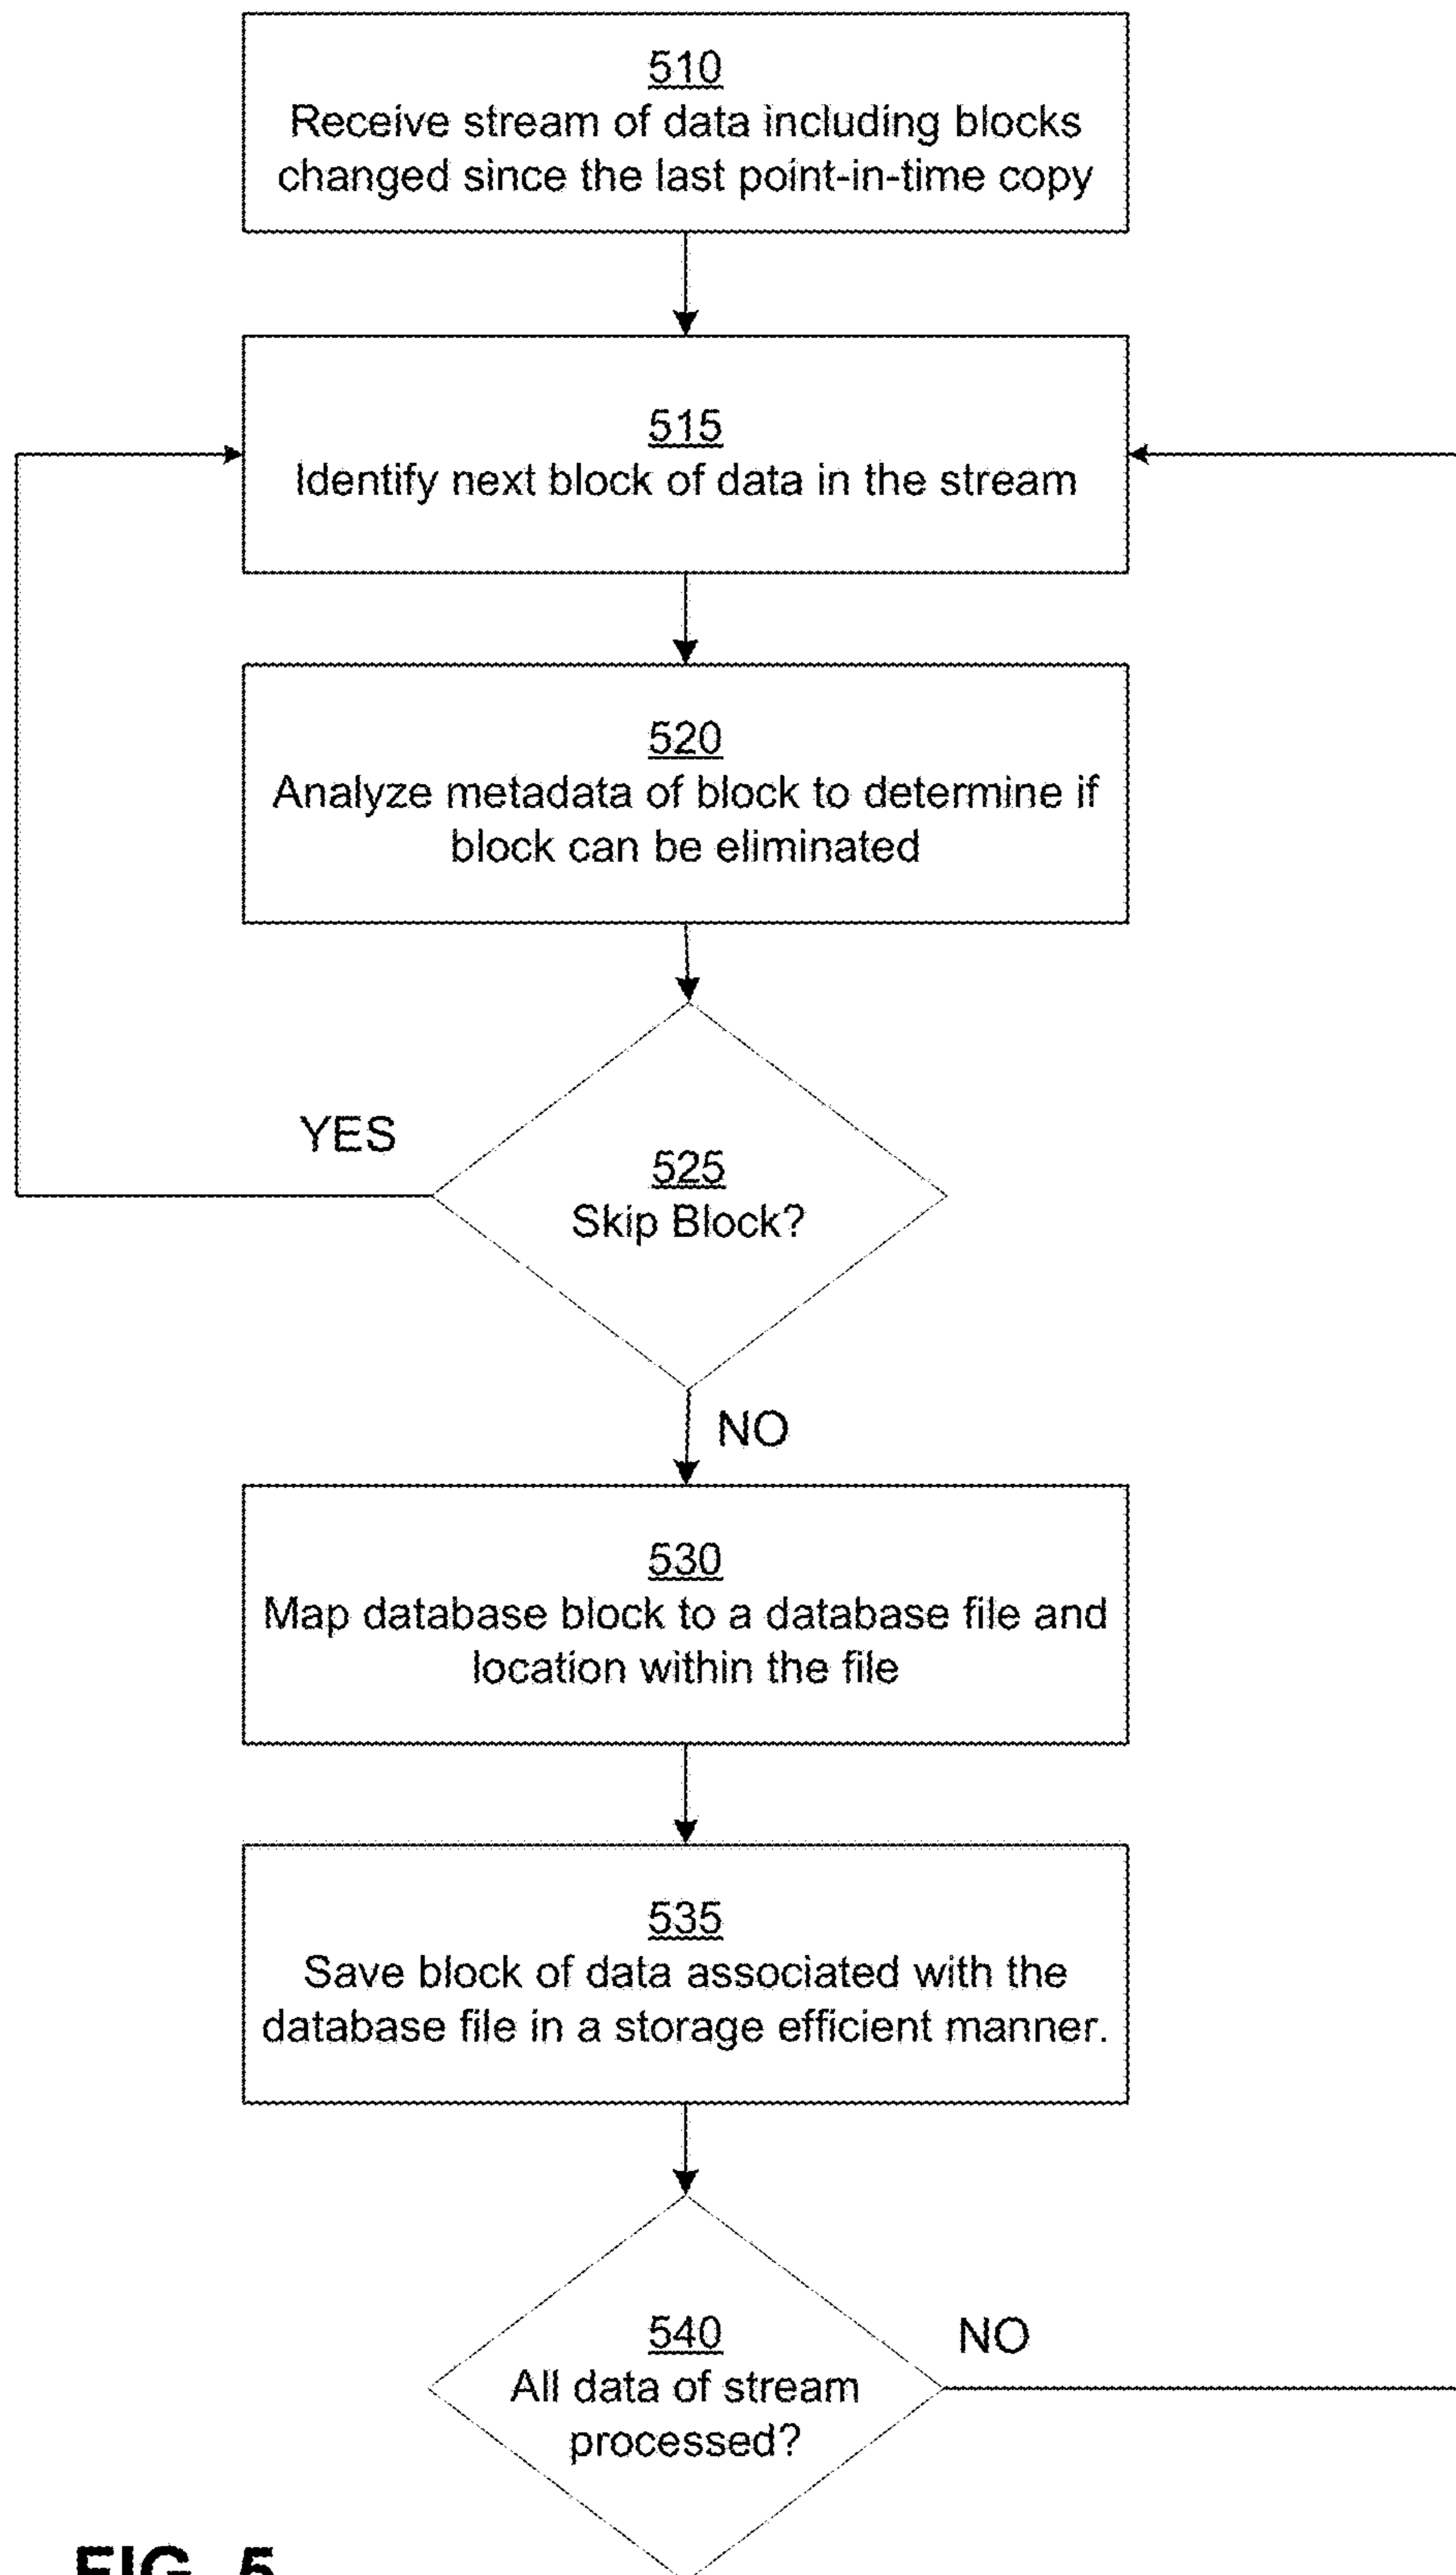 510
Receive stream of data including blocks
changed since the last point-in-time copy
515
Identify next block of data in the stream
520
Analyze metadata of block to determine if
block can be eliminated
YES
525
Skip Block?
NO
530
Map database block to a database file and
location within the file
535
Save block of data associated with the
database file in a storage efficient manner.
540
NO
All data of stream
processed?
FIG. 5